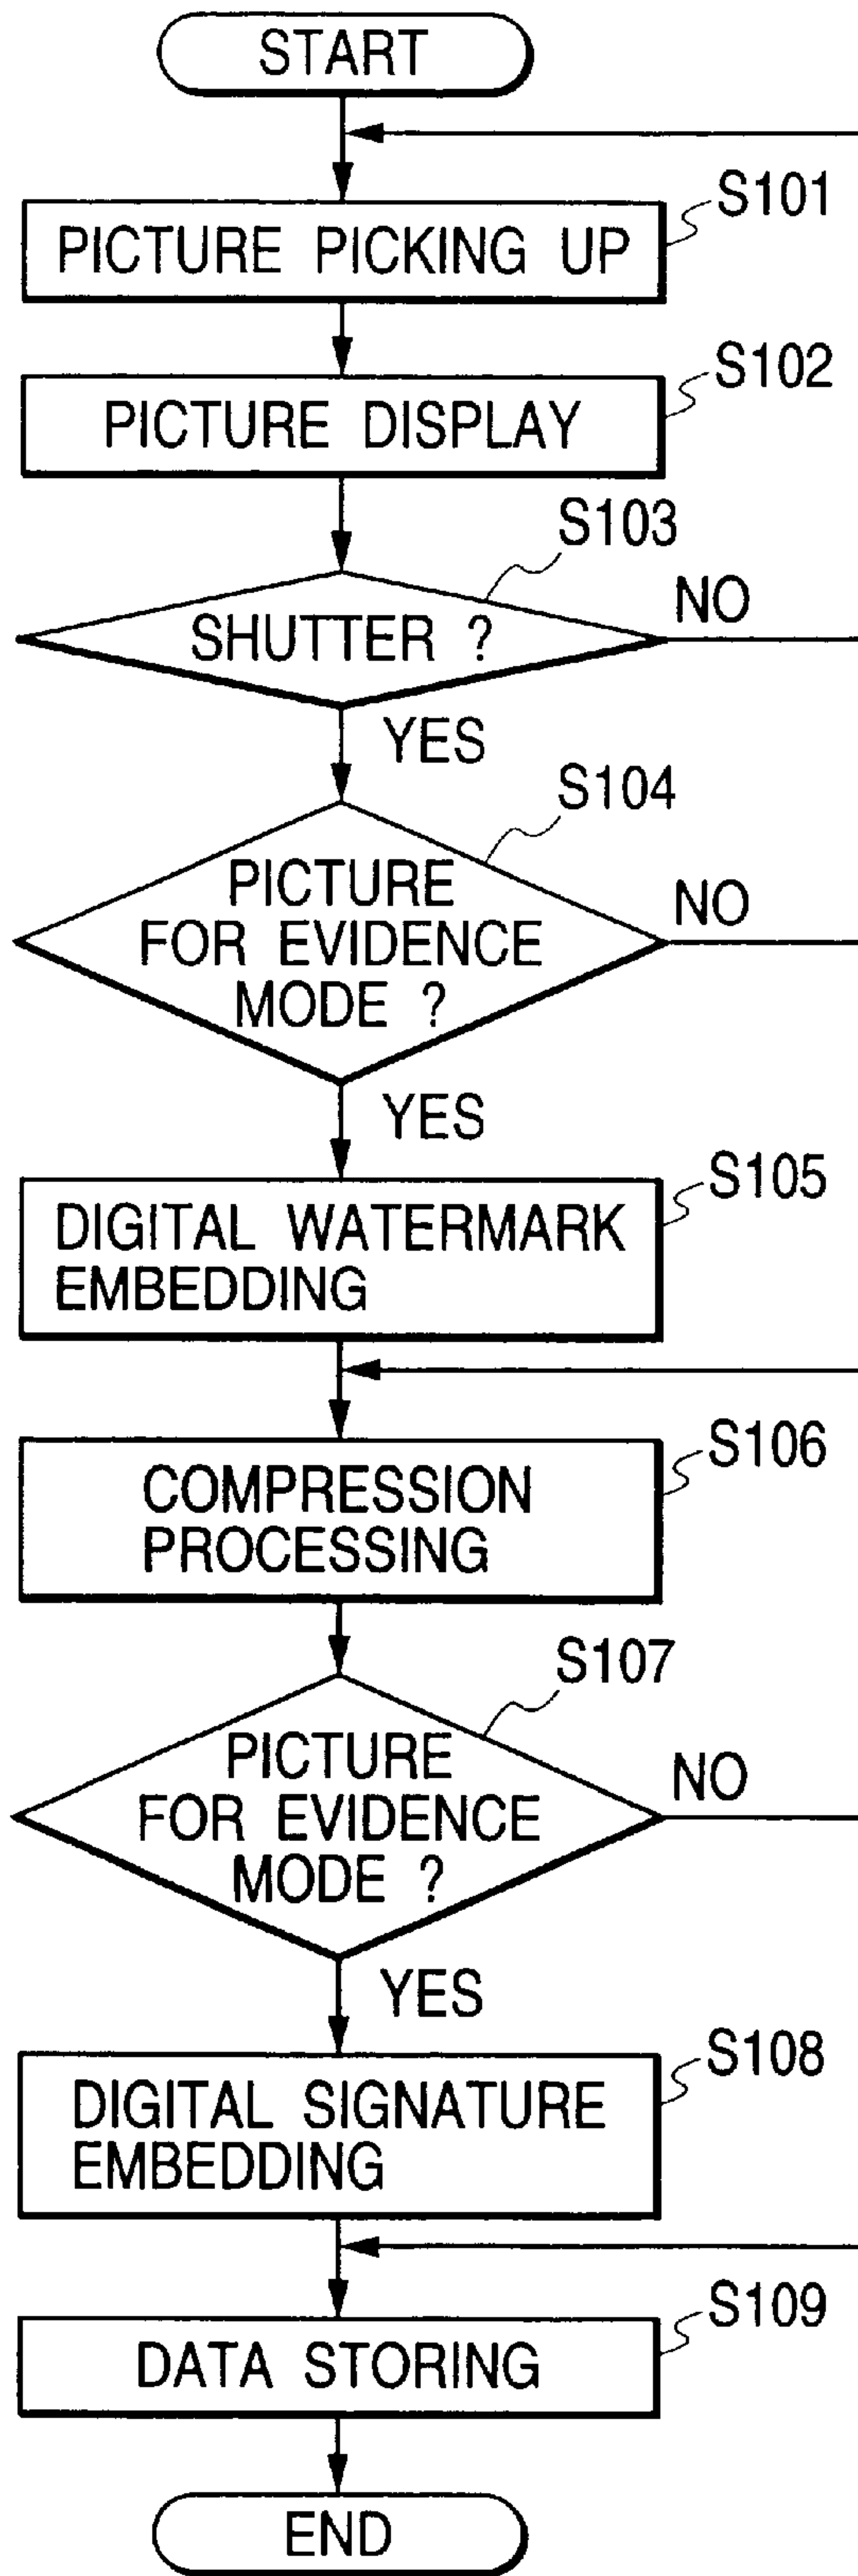 START
S101
PICTURE PICKING UP
S102
PICTURE DISPLAY
S103
SHUTTER ?
NO
YES
S104
PICTURE
FOR EVIDENCE
MODE ?
NO
YES
S105
DIGITAL WATERMARK
EMBEDDING
S106
COMPRESSION
PROCESSING
S107
PICTURE
FOR EVIDENCE
MODE ?
NO
YES
S108
DIGITAL SIGNATURE
EMBEDDING
S109
DATA STORING
END